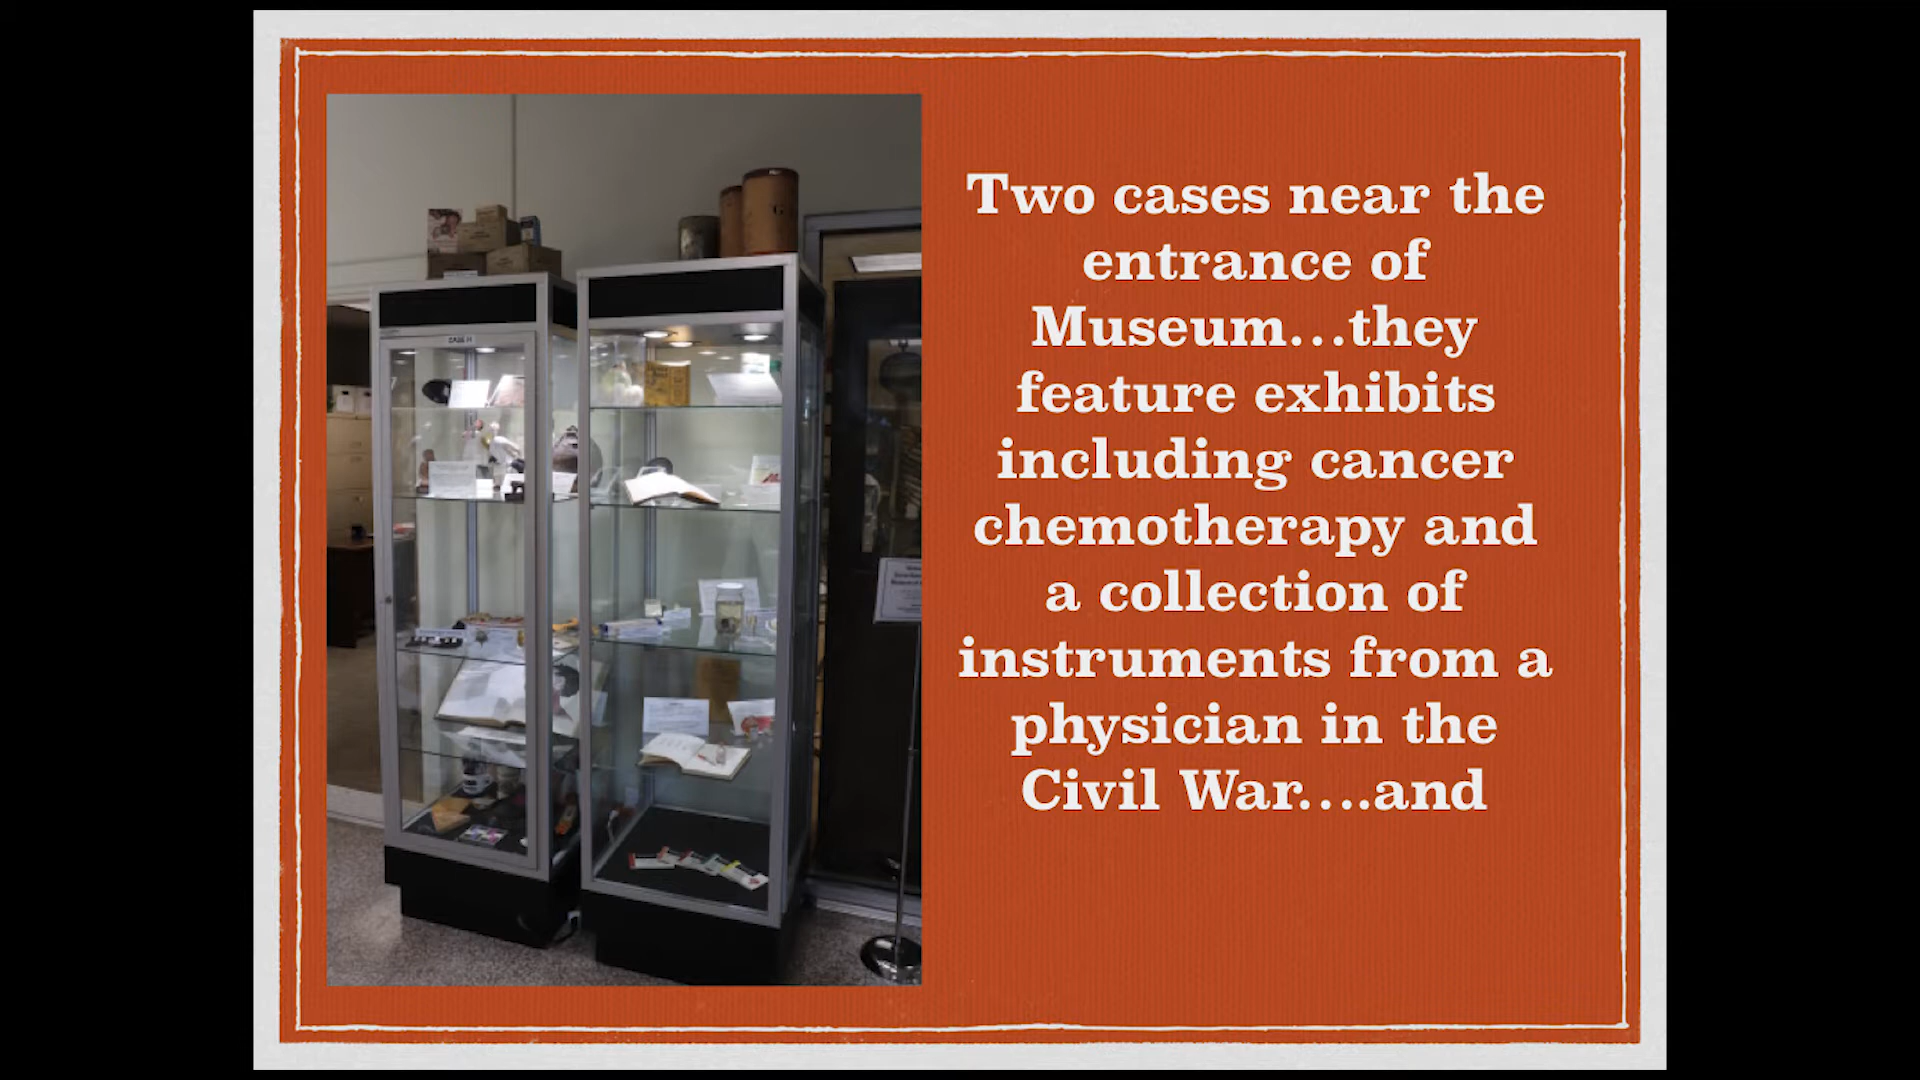 Two cases near the
entrance of
Museum...they
feature exhibits
including cancer
chemotherapy and
a collection of
instruments from a
physician in the
Civil War....and